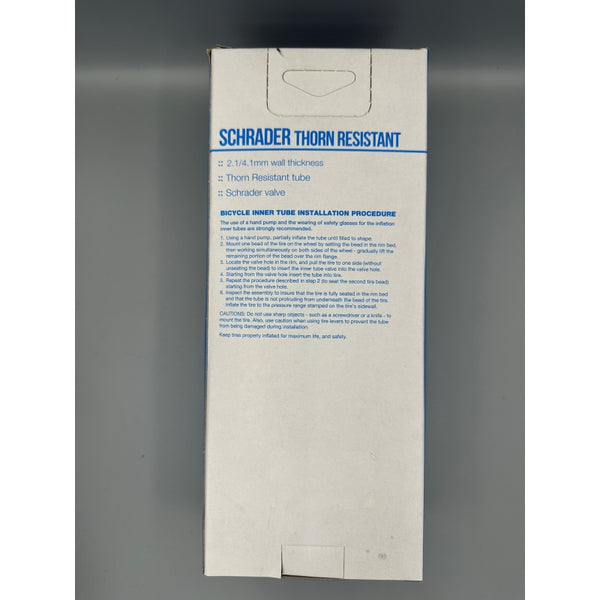 SCHRADER THORN RESISTANT
:: 2.1/4.1mm wall thickness
:: Thorn Resistant tube
:: Schrader valve
BICYCLE INNER TUBE INSTALLATION PROCEDURE
The use of a hand pump and the wearing of safety glasses for the inflation
inner tubes are strongly recommended.
1. Using a hand pump, partially inflate the tube until filled to shape.
2. Mount one bead of the tire on the wheel by setting the bead in the rim bed,
then working simultaneously on both sides of the wheel - gradually lift the
remaining portion of the bead over the rim flange.
3. Locate the valve hole in the rim, and pull the tire to one side (without
unseating the bead) to insert the inner tube valve into the valve hole.
4. Starting from the valve hole insert the tube into tire.
5. Repeat the procedure described in step 2 (to seat the second tire bead)
starting from the valve hole.
6. Inspect the assembly to insure that the tire is fully seated in the rim bed
and that the tube is not protruding from underneath the bead of the tire.
Inflate the tire to the pressure range stamped on the tire's sidewall.
CAUTIONS: Do not use sharp objects - such as a screwdriver or a knife - to
mount the tire. Also, use caution when using tire levers to prevent the tube
from being damaged during installation.
Keep tires properly inflated for maximum life, and safety.